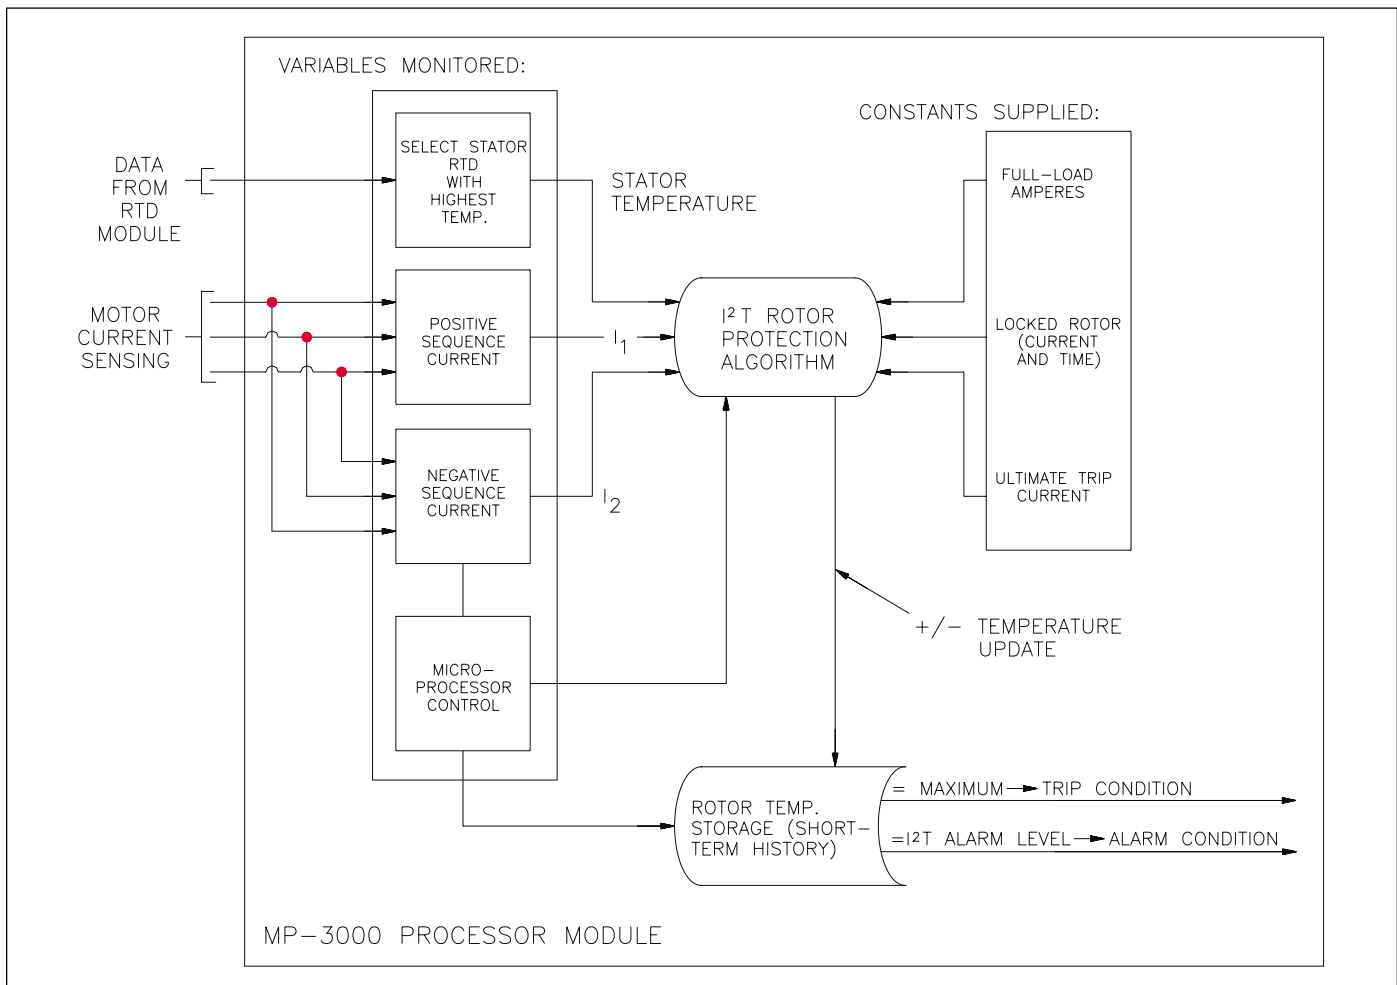 VARIABLES MONITORED:
CONSTANTS SUPPLIED:
DATA
FROM
RTD
MODULE
SELECT STATOR
RTD
WITH
HIGHEST
TEMP.
STATOR
TEMPERATURE
FULL-LOAD
AMPERES
MOTOR
CURRENT
SENSING
POSITIVE
SEQUENCE
CURRENT
I1
I²T ROTOR
PROTECTION
ALGORITHM
LOCKED ROTOR
(CURRENT
AND TIME)
NEGATIVE
SEQUENCE
CURRENT
I2
ULTIMATE TRIP
CURRENT
+/- TEMPERATURE
UPDATE
MICRO-
PROCESSOR
CONTROL
ROTOR TEMP.
STORAGE (SHORT-
TERM HISTORY)
= MAXIMUM→TRIP CONDITION
=I²T ALARM LEVEL→ALARM CONDITION
MP-3000 PROCESSOR MODULE